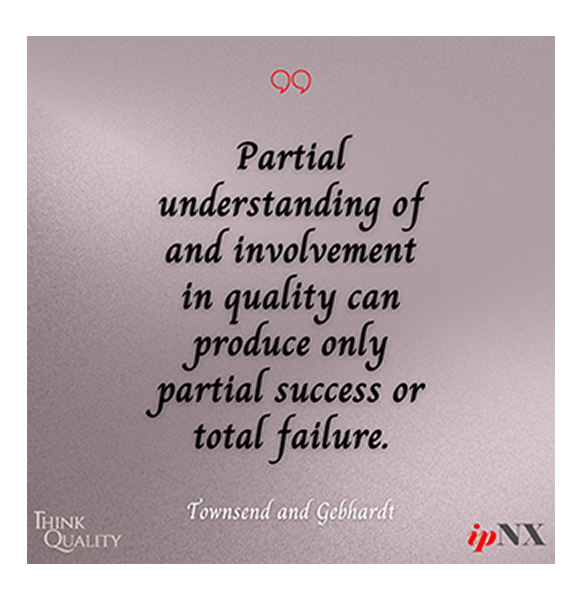 Partial
understanding of
and involvement
in quality can
produce only
partial success or
total failure.
Townsend and Gebhardt
THINK
QUALITY
ipNX